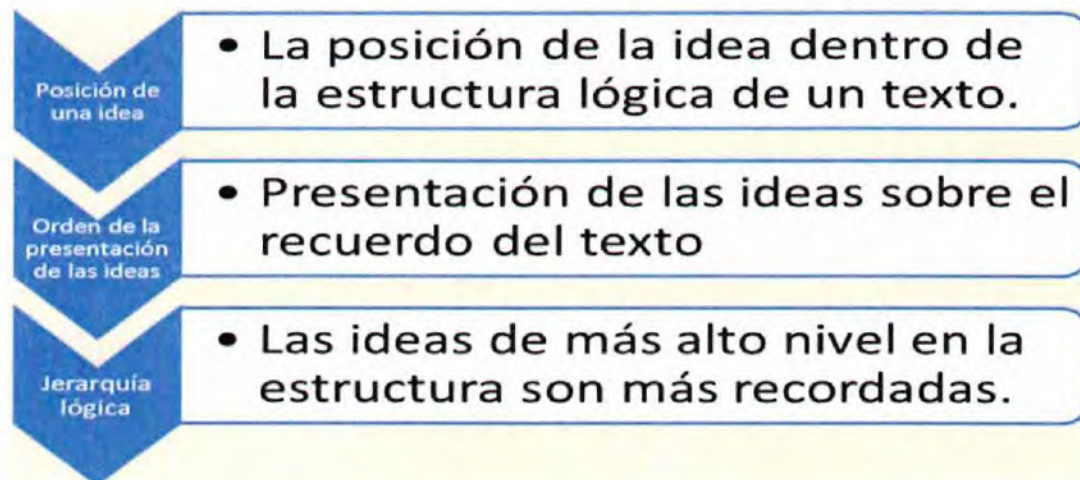 Posición de
una idea
• La posición de la idea dentro de
la estructura lógica de un texto.
Orden de la
presentación
de las ideas
• Presentación de las ideas sobre el
recuerdo del texto
Jerarquía
lógica
• Las ideas de más alto nivel en la
estructura son más recordadas.